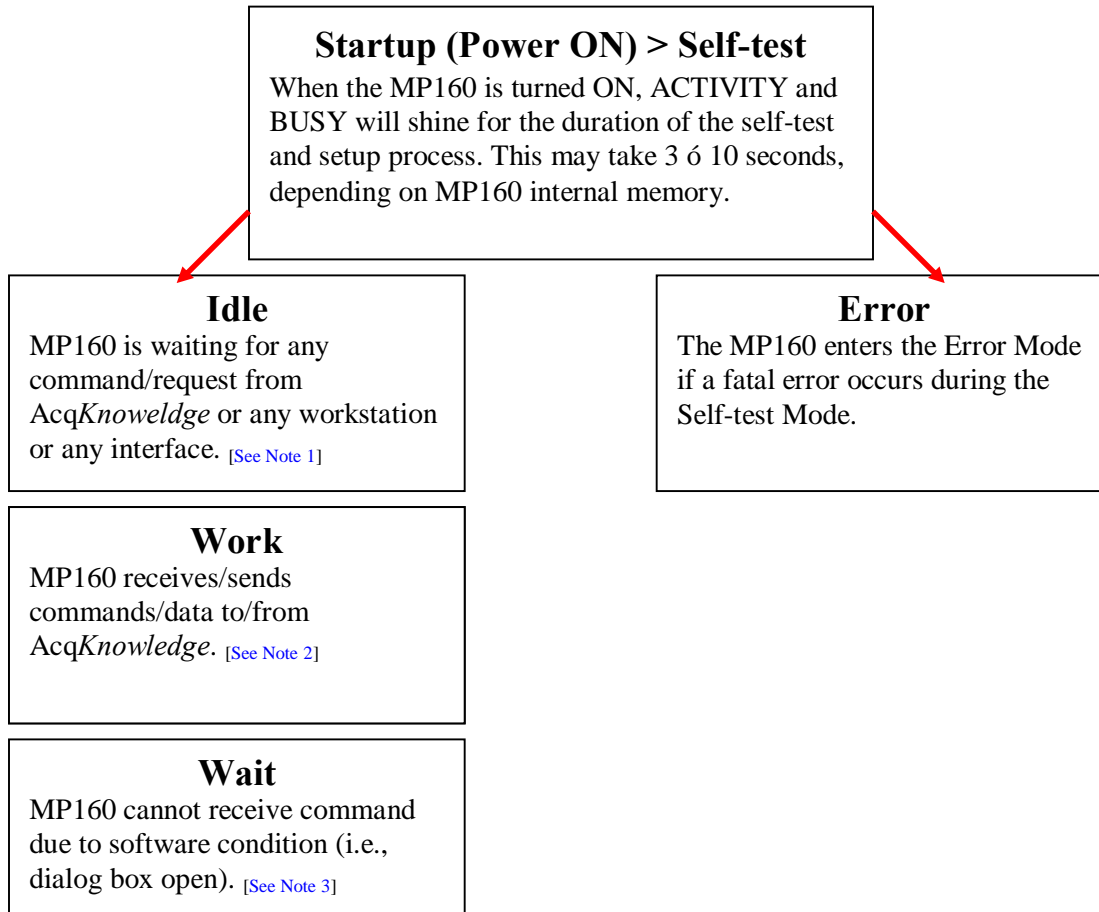 Startup (Power ON) > Self-test
When the MP160 is turned ON, ACTIVITY and
BUSY will shine for the duration of the self-test
and setup process. This may take 3 ó 10 seconds,
depending on MP160 internal memory.
Idle
MP160 is waiting for any
command/request from
AcqKnoweldge or any workstation
or any interface. [See Note 1]
Error
The MP160 enters the Error Mode
if a fatal error occurs during the
Self-test Mode.
Work
MP160 receives/sends
commands/data to/from
AcqKnowledge. [See Note 2]
Wait
MP160 cannot receive command
due to software condition (i.e.,
dialog box open). [See Note 3]